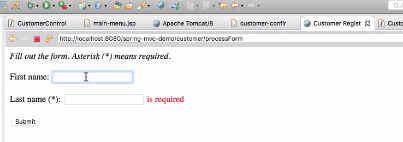 CustomerControl main-menu.jsp Apache Tomcat/8 customer-confir Customer Regist
http://localhost:8080/spring-mvc-demo/customer/processForm
Fill out the form. Asterisk (*) means required.
First name:
Last name (*): is required
Submit